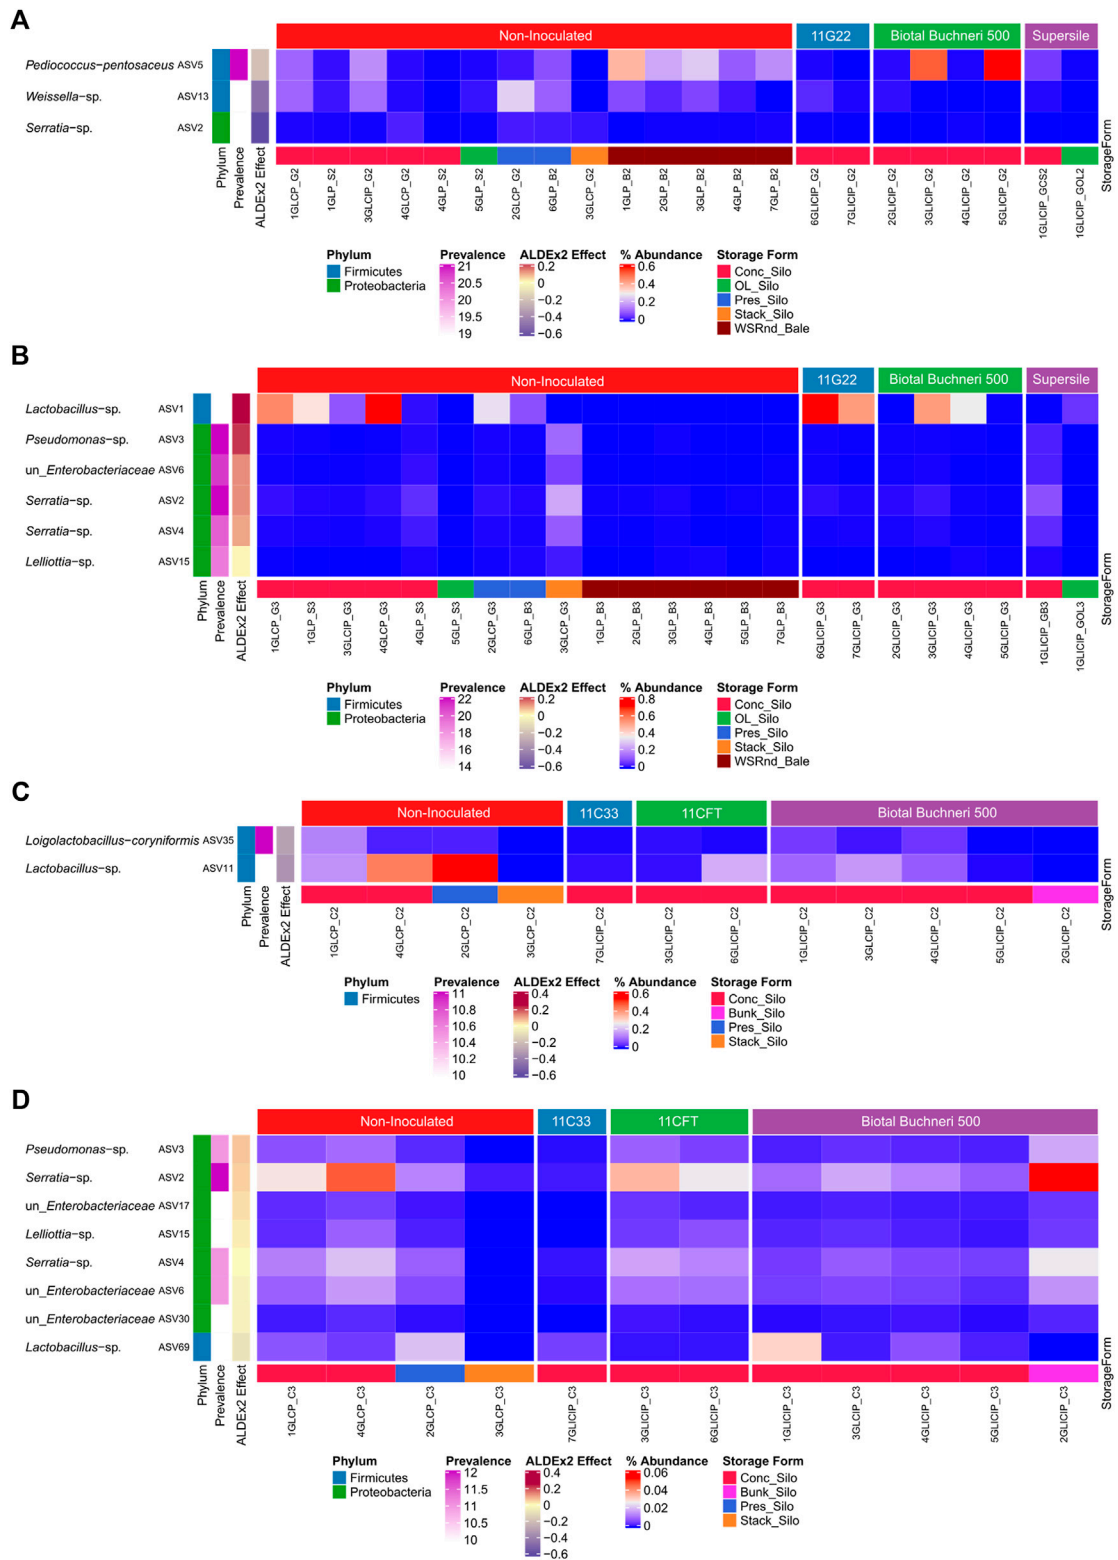 A
Non-Inoculated 11G22 Biotal Buchneri 500 Supersile
Pediococcus-pentosaceus ASV5
Weissella-sp. ASV13
Serratia-sp. ASV2
Phylum Prevalence ALDEx2 Effect StorageForm
1GLCP_G2 1GLP_S2 3GLCIP_G2 4GLCP_G2 4GLP_S2 5GLP_S2 2GLCP_G2 6GLP_B2 3GLCP_G2 1GLP_B2 2GLP_B2 3GLP_B2 4GLP_B2 7GLP_B2 6GLICIP_G2 7GLICIP_G2 2GLICIP_G2 3GLICIP_G2 4GLICIP_G2 5GLICIP_G2 1GLICIP_GCS2 1GLICIP_GOL2
Phylum Prevalence ALDEx2 Effect % Abundance Storage Form
Firmicutes 21 0.2 0.6 Conc_Silo
Proteobacteria 20.5 0 0.4 OL_Silo
20 −0.2 0.2 Pres_Silo
19.5 −0.4 0 Stack_Silo
19 −0.6 WSRnd_Bale
B
Non-Inoculated 11G22 Biotal Buchneri 500 Supersile
Lactobacillus-sp. ASV1
Pseudomonas-sp. ASV3
un_Enterobacteriaceae ASV6
Serratia-sp. ASV2
Serratia-sp. ASV4
Lelliottia-sp. ASV15
Phylum Prevalence ALDEx2 Effect StorageForm
1GLCP_G3 1GLP_S3 3GLCIP_G3 4GLCP_G3 4GLP_S3 5GLP_S3 2GLCP_G3 6GLP_B3 3GLCP_G3 1GLP_B3 2GLP_B3 3GLP_B3 4GLP_B3 5GLP_B3 7GLP_B3 6GLICIP_G3 7GLICIP_G3 2GLICIP_G3 3GLICIP_G3 4GLICIP_G3 5GLICIP_G3 1GLICIP_GB3 1GLICIP_GOL3
Phylum Prevalence ALDEx2 Effect % Abundance Storage Form
Firmicutes 22 0.2 0.8 Conc_Silo
Proteobacteria 20 0 0.6 OL_Silo
18 −0.2 0.4 Pres_Silo
16 −0.4 0.2 Stack_Silo
14 −0.6 0 WSRnd_Bale
C
Non-Inoculated 11C33 11CFT Biotal Buchneri 500
Loigolactobacillus-coryniformis ASV35
Lactobacillus-sp. ASV11
Phylum Prevalence ALDEx2 Effect StorageForm
1GLCP_C2 4GLCP_C2 2GLCP_C2 3GLCP_C2 7GLICIP_C2 3GLICIP_C2 6GLICIP_C2 1GLICIP_C2 3GLICIP_C2 4GLICIP_C2 5GLICIP_C2 2GLICIP_C2
Phylum Prevalence ALDEx2 Effect % Abundance Storage Form
Firmicutes 11 0.4 0.6 Conc_Silo
10.8 0.2 0.4 Bunk_Silo
10.6 0 0.2 Pres_Silo
10.4 −0.2 0 Stack_Silo
10.2 −0.4
10 −0.6
D
Non-Inoculated 11C33 11CFT Biotal Buchneri 500
Pseudomonas-sp. ASV3
Serratia-sp. ASV2
un_Enterobacteriaceae ASV17
Lelliottia-sp. ASV15
Serratia-sp. ASV4
un_Enterobacteriaceae ASV6
un_Enterobacteriaceae ASV30
Lactobacillus-sp. ASV69
Phylum Prevalence ALDEx2 Effect StorageForm
1GLCP_C3 4GLCP_C3 2GLCP_C3 3GLCP_C3 7GLICIP_C3 3GLICIP_C3 6GLICIP_C3 1GLICIP_C3 3GLICIP_C3 4GLICIP_C3 5GLICIP_C3 2GLICIP_C3
Phylum Prevalence ALDEx2 Effect % Abundance Storage Form
Firmicutes 12 0.4 0.06 Conc_Silo
Proteobacteria 11.5 0.2 0.04 Bunk_Silo
11 0 0.02 Pres_Silo
10.5 −0.2 0 Stack_Silo
10 −0.4
−0.6